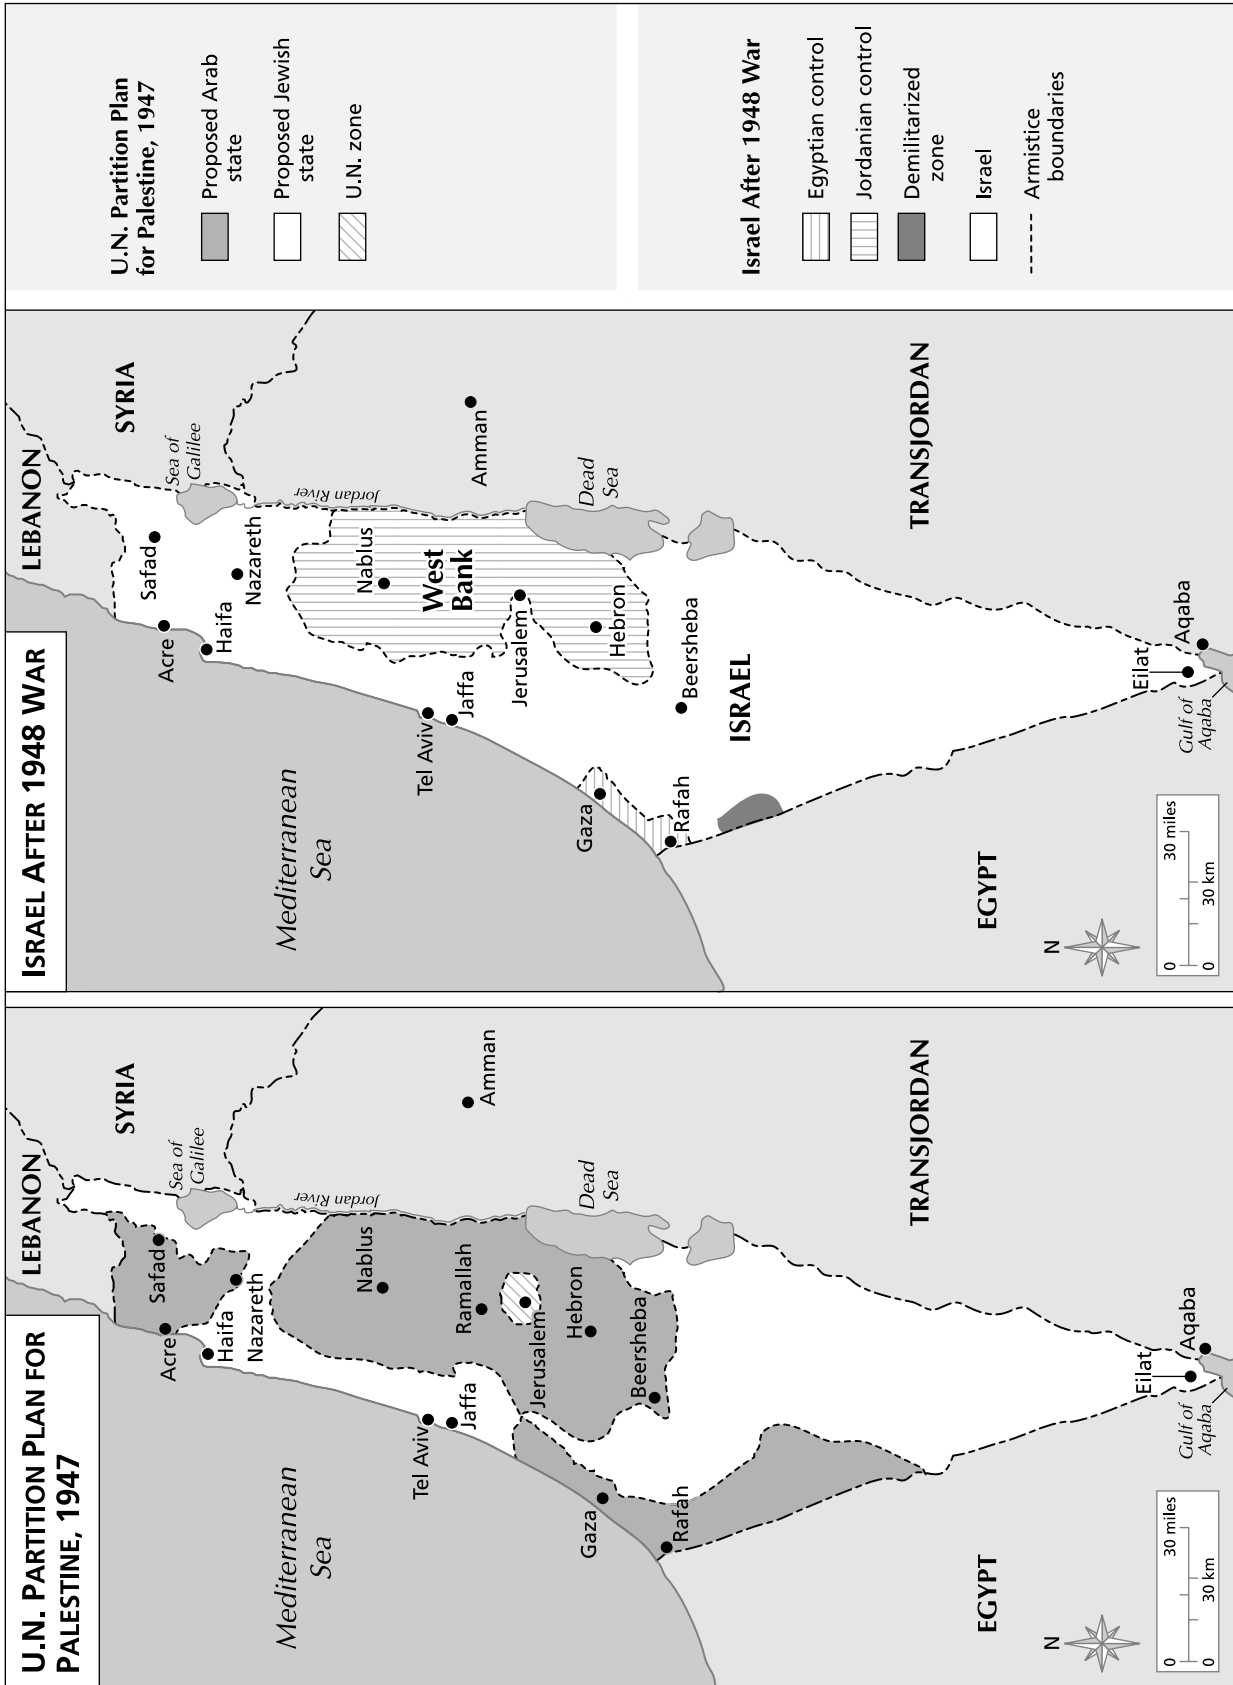 U.N. PARTITION PLAN FOR
PALESTINE, 1947
LEBANON
SYRIA
Sea of
Galilee
Safad
Acre
Haifa
Nazareth
Jordan River
Nablus
Amman
Ramallah
Tel Aviv
Jaffa
Jerusalem
Hebron
Dead
Sea
Mediterranean
Sea
Beersheba
Gaza
Rafah
EGYPT
TRANSJORDAN
Eilat
Aqaba
Gulf of
Aqaba
N
0 30 miles
0 30 km
ISRAEL AFTER 1948 WAR
LEBANON
SYRIA
Sea of
Galilee
Safad
Acre
Haifa
Nazareth
Jordan River
Nablus
West
Bank
Amman
Tel Aviv
Jaffa
Jerusalem
Hebron
Dead
Sea
Mediterranean
Sea
Gaza
Rafah
Beersheba
ISRAEL
EGYPT
TRANSJORDAN
Eilat
Aqaba
Gulf of
Aqaba
N
0 30 miles
0 30 km
U.N. Partition Plan
for Palestine, 1947
Proposed Arab
state
Proposed Jewish
state
U.N. zone
Israel After 1948 War
Egyptian control
Jordanian control
Demilitarized
zone
Israel
Armistice
boundaries